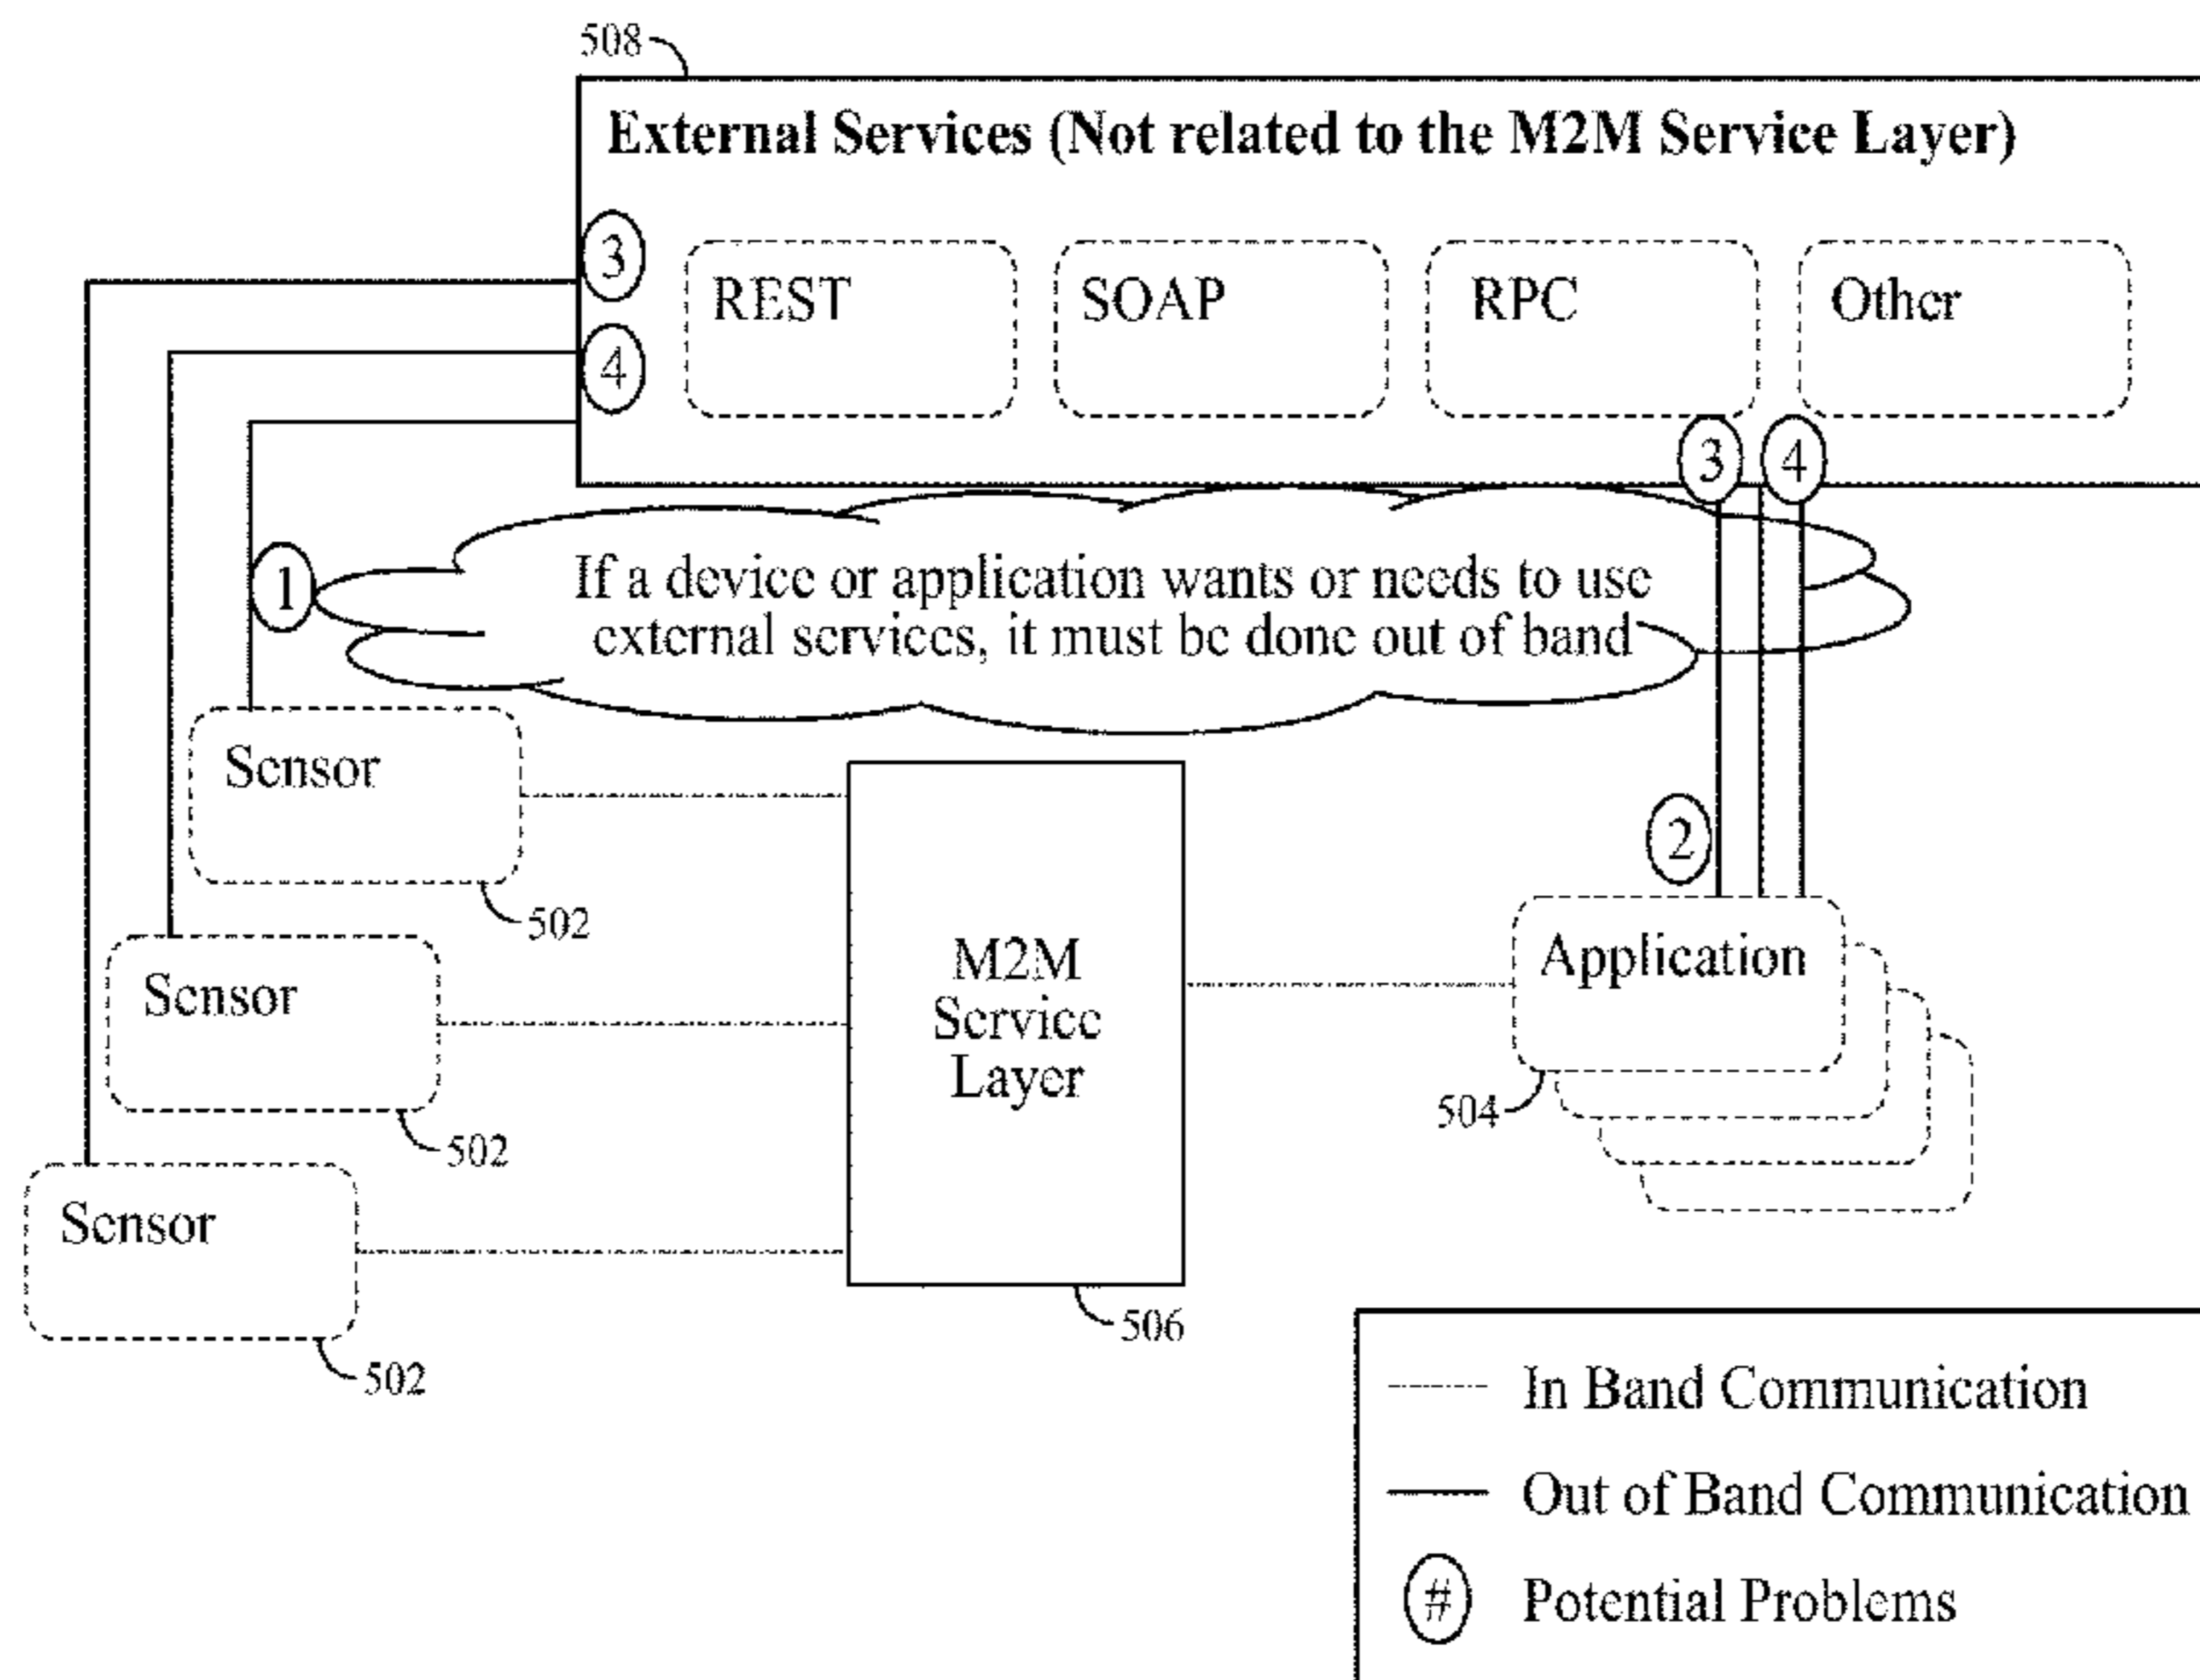 508
External Services (Not related to the M2M Service Layer)
3
4
REST
SOAP
RPC
Other
3
4
1
If a device or application wants or needs to use
external services, it must be done out of band
Sensor
502
2
Sensor
502
M2M
Service
Layer
506
Application
504
Sensor
502
In Band Communication
Out of Band Communication
# Potential Problems